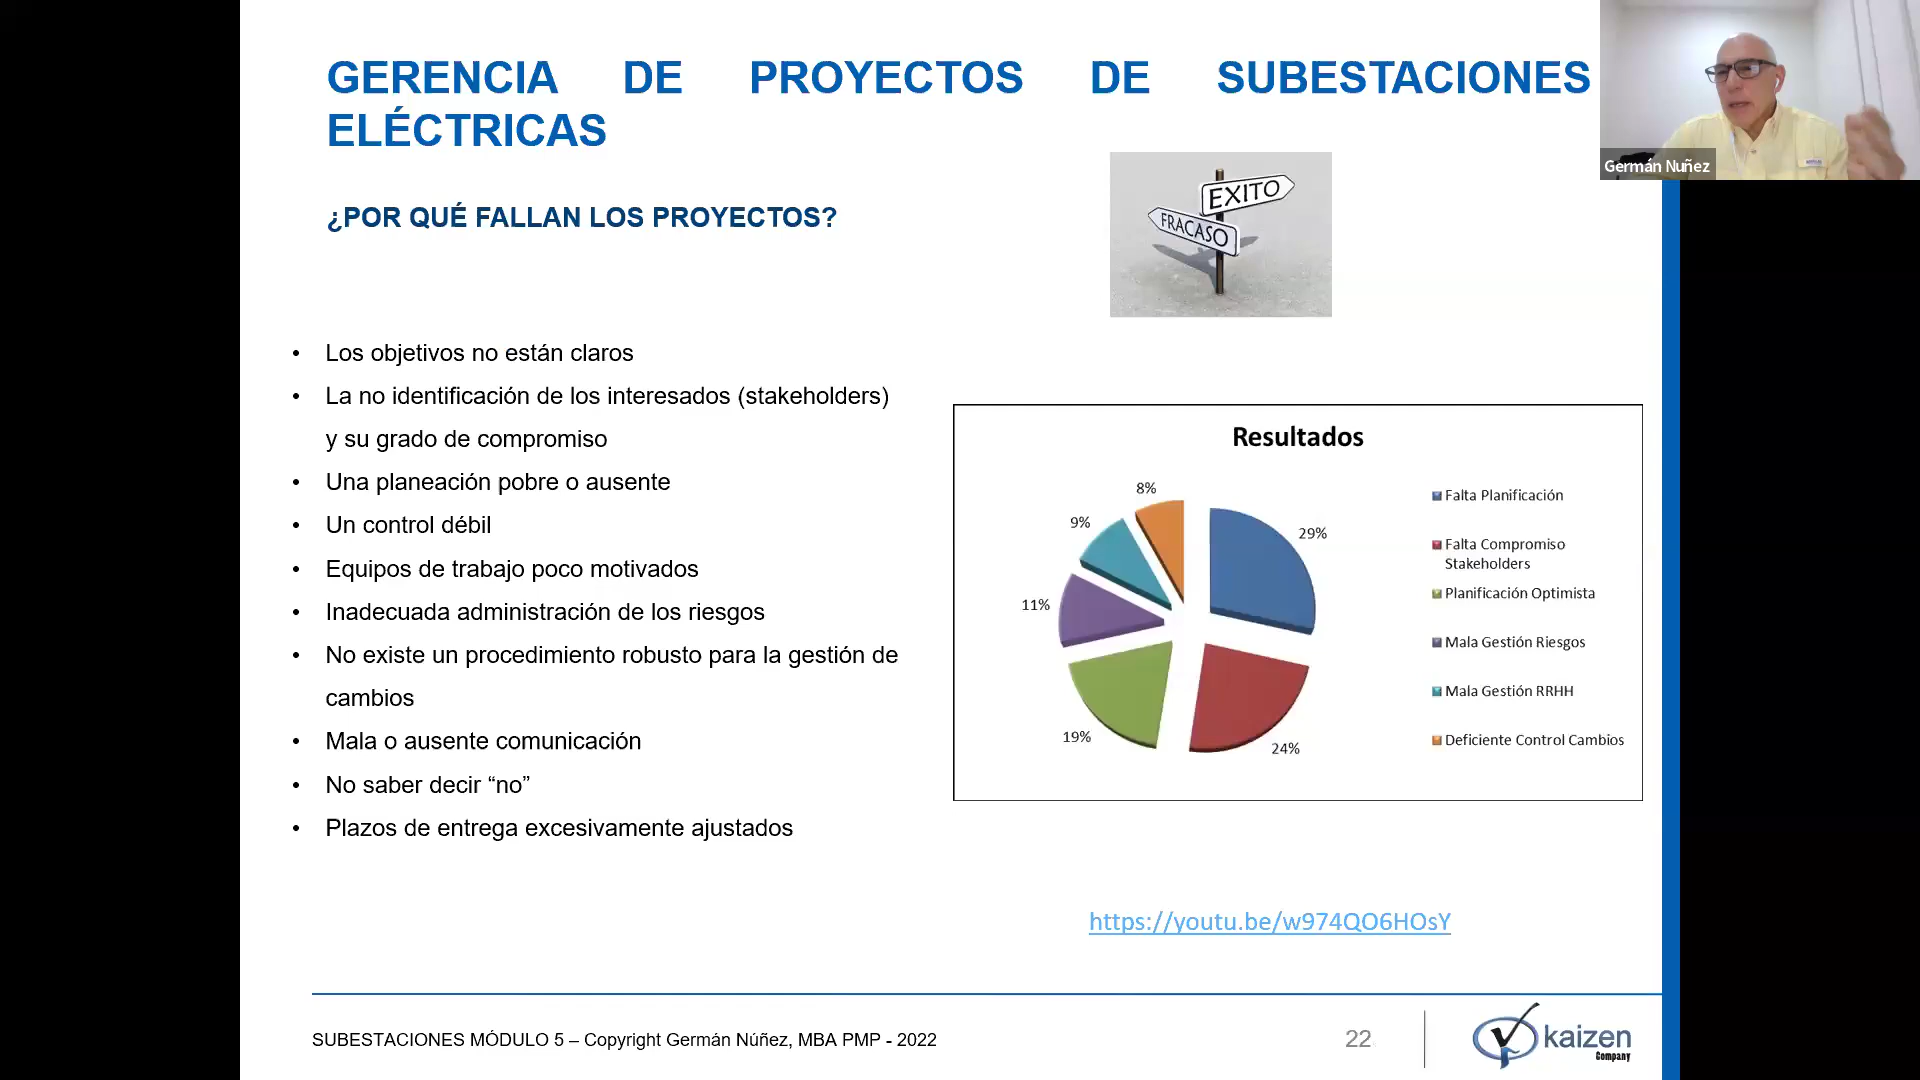 GERENCIA DE PROYECTOS DE SUBESTACIONES
ELÉCTRICAS
Germán Nuñez
¿POR QUÉ FALLAN LOS PROYECTOS?
EXITO
FRACASO
• Los objetivos no están claros
• La no identificación de los interesados (stakeholders)
y su grado de compromiso
• Una planeación pobre o ausente
• Un control débil
• Equipos de trabajo poco motivados
• Inadecuada administración de los riesgos
• No existe un procedimiento robusto para la gestión de
cambios
• Mala o ausente comunicación
• No saber decir “no”
• Plazos de entrega excesivamente ajustados
Resultados
8%
9%
29%
11%
19%
24%
Falta Planificación
Falta Compromiso
Stakeholders
Planificación Optimista
Mala Gestión Riesgos
Mala Gestión RRHH
Deficiente Control Cambios
https://youtu.be/w974QO6HOsY
SUBESTACIONES MÓDULO 5 – Copyright Germán Núñez, MBA PMP - 2022
22
kaizen
Company